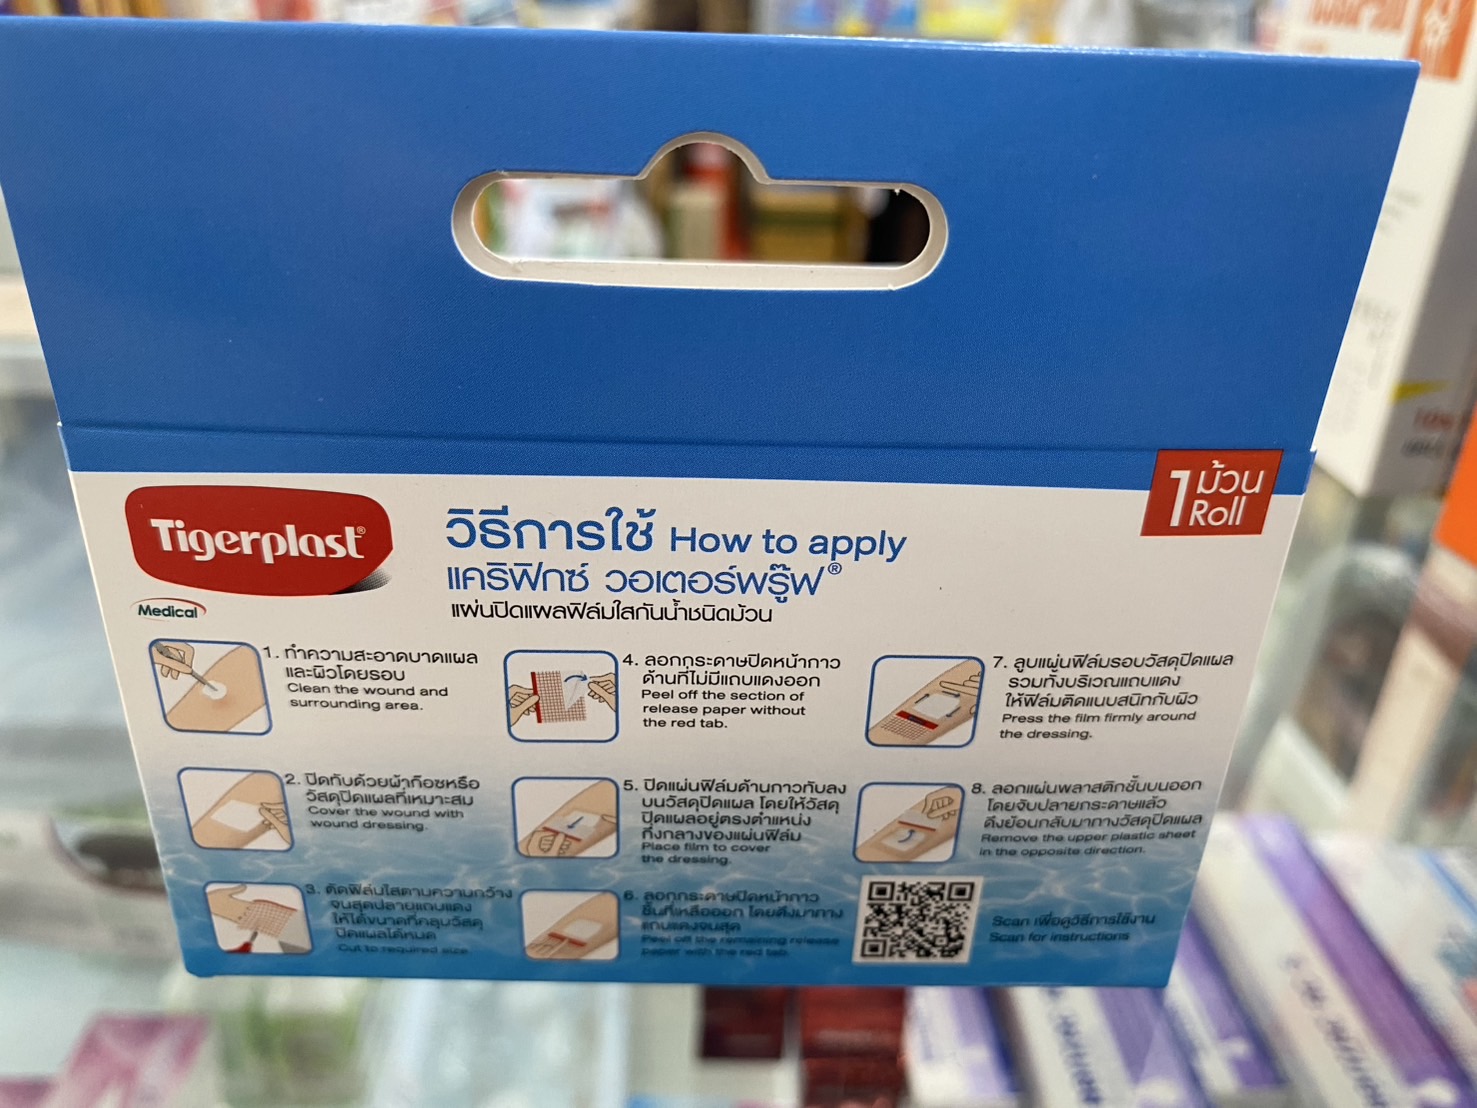 1 ม้วน
Roll
Tigerplast®
Medical
วิธีการใช้ How to apply
แคริฟิกซ์ วอเตอร์พรู๊ฟ®
แผ่นปิดแผลฟิล์มใสกันน้ำชนิดม้วน
1. ทำความสะอาดบาดแผล
และผิวโดยรอบ
Clean the wound and
surrounding area.
2. ปิดทับด้วยผ้าก๊อซหรือ
วัสดุปิดแผลที่เหมาะสม
Cover the wound with
wound dressing.
3. ตัดฟิล์มใสตามความกว้าง
จนสุดปลายแถบแดง
ให้ได้ขนาดที่คลุมวัสดุ
ปิดแผลได้หมด
Cut to required size.
4. ลอกกระดาษปิดหน้ากาว
ด้านที่ไม่มีแถบแดงออก
Peel off the section of
release paper without
the red tab.
5. ปิดแผ่นฟิล์มด้านกาวทับลง
บนวัสดุปิดแผล โดยให้วัสดุ
ปิดแผลอยู่ตรงตำแหน่ง
กึ่งกลางของแผ่นฟิล์ม
Place film to cover
the dressing.
6. ลอกกระดาษปิดหน้ากาว
ชิ้นที่เหลือออก โดยดึงมาทาง
แถบแดงจนสุด
Peel off the remaining release
paper with the red tab.
7. ลูบแผ่นฟิล์มรอบวัสดุปิดแผล
รวมทั้งบริเวณแถบแดง
ให้ฟิล์มติดแนบสนิทกับผิว
Press the film firmly around
the dressing.
8. ลอกแผ่นพลาสติกชั้นบนออก
โดยจับปลายกระดาษแล้ว
ดึงย้อนกลับมาทางวัสดุปิดแผล
Remove the upper plastic sheet
in the opposite direction.
Scan เพื่อดูวิธีการใช้งาน
Scan for instructions